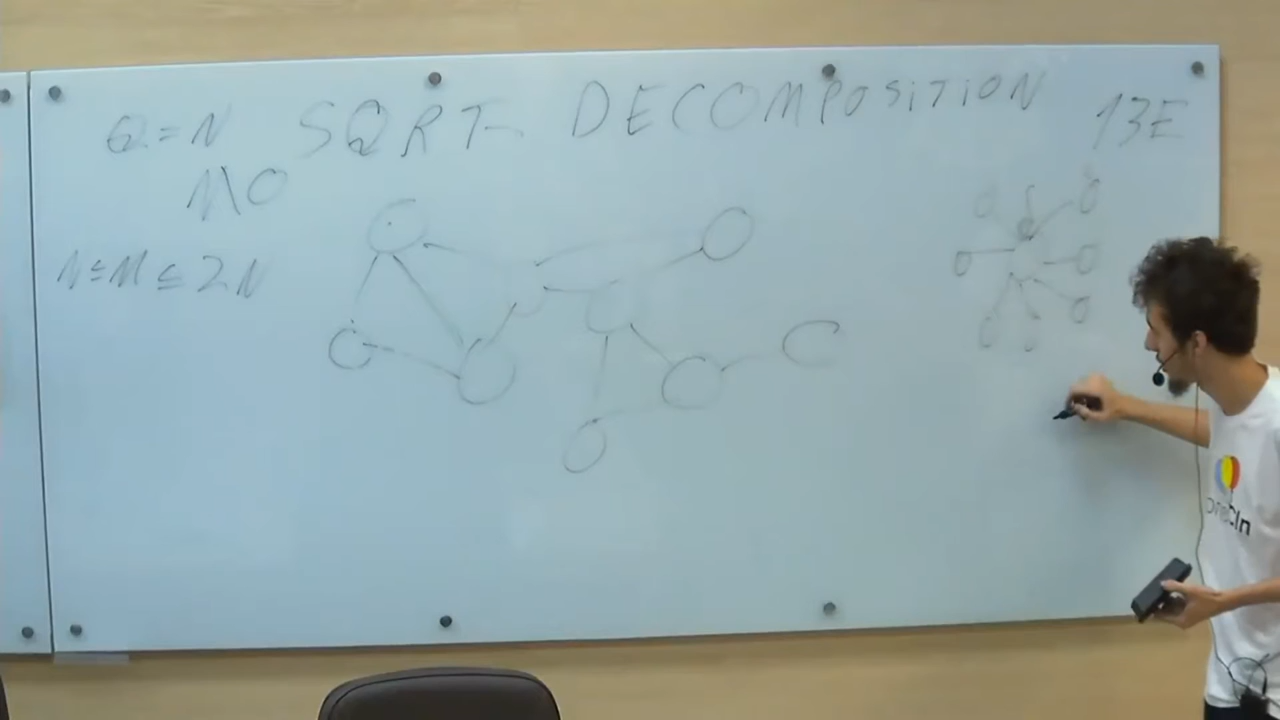 Q=N SQRT DECOMPOSITION 13E
MO
N≤M≤2N